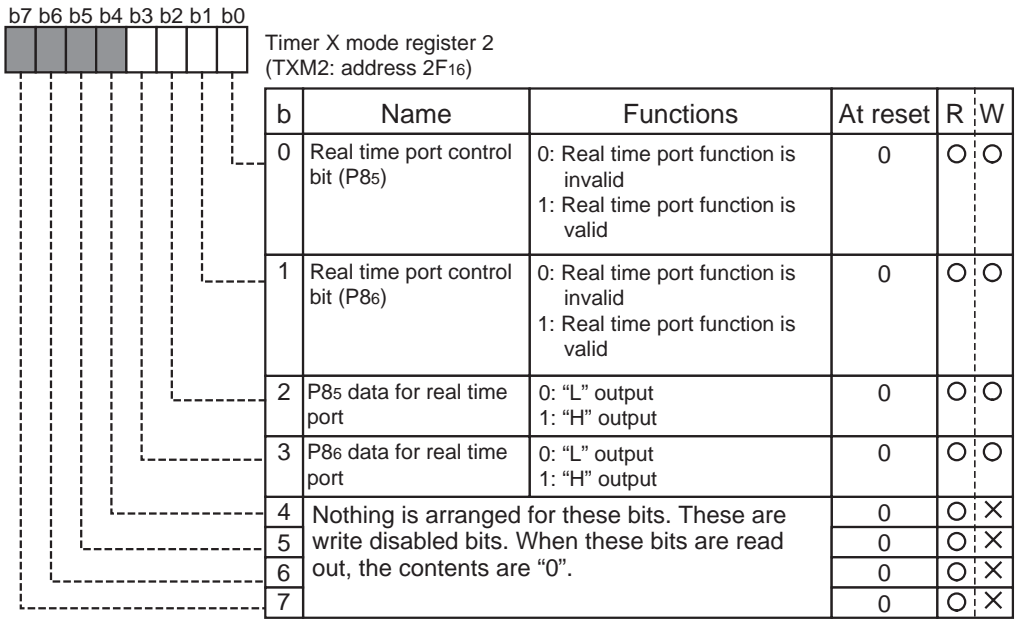 b7 b6 b5 b4 b3 b2 b1 b0
Timer X mode register 2
(TXM2: address 2F16)
b Name Functions At reset R W
0 Real time port control 0: Real time port function is 0 O O
bit (P85) invalid
1: Real time port function is
valid
1 Real time port control 0: Real time port function is 0 O O
bit (P86) invalid
1: Real time port function is
valid
2 P85 data for real time 0: “L” output 0 O O
port 1: “H” output
3 P86 data for real time 0: “L” output 0 O O
port 1: “H” output
4 Nothing is arranged for these bits. These are 0 O ×
5 write disabled bits. When these bits are read 0 O ×
6 out, the contents are “0”. 0 O ×
7 0 O ×